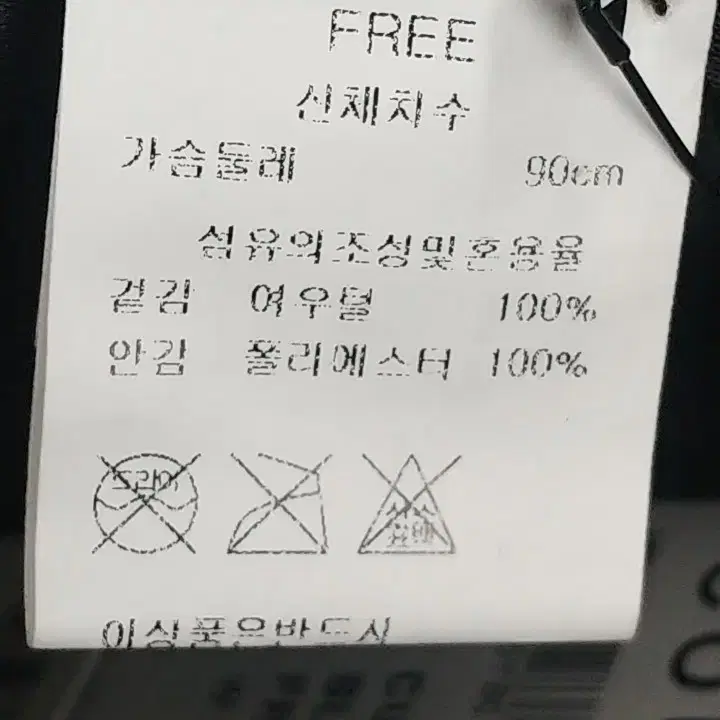 FREE
신체치수
가슴둘레 90cm
섬유의조성및혼용율
겉감 여우털 100%
안감 폴리에스터 100%
드라이
산소
표백
이상품은반드시